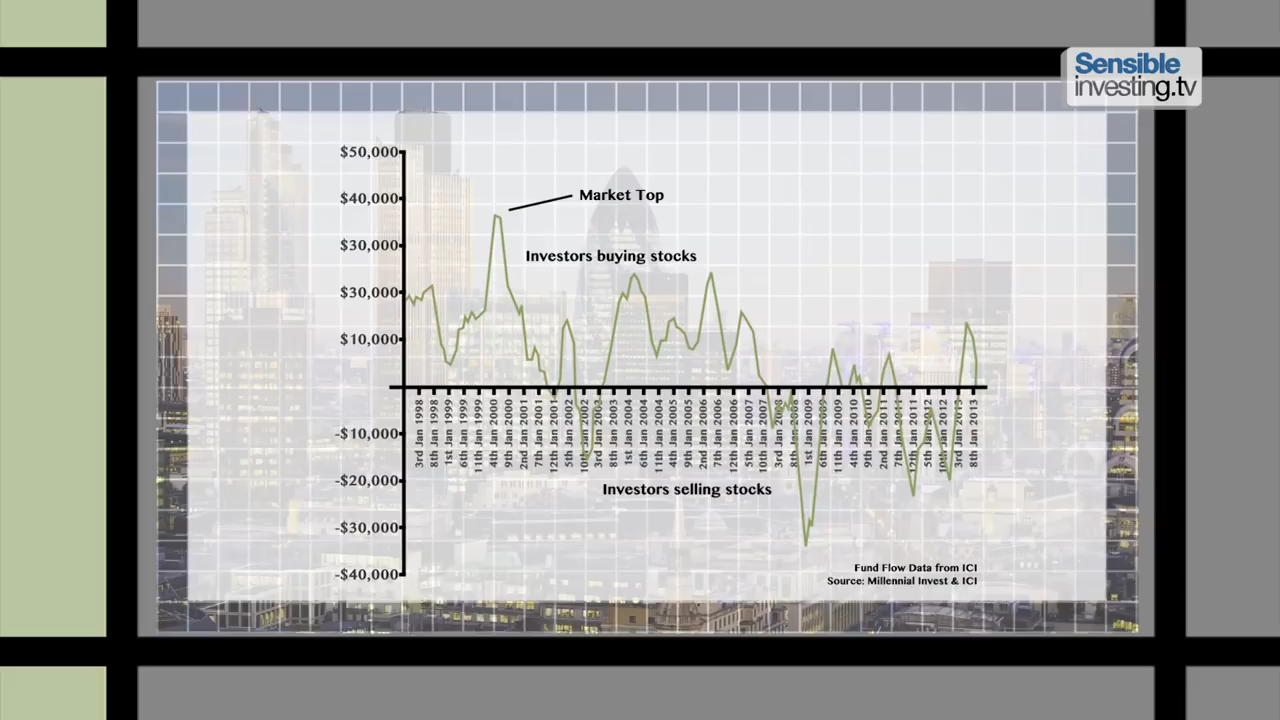 Sensible
investing.tv
$50,000
$40,000
$30,000
$30,000
$10,000
-$10,000
-$20,000
-$30,000
-$40,000
Market Top
Investors buying stocks
3rd Jan 1998
8th Jan 1998
1st Jan 1999
6th Jan 1999
11th Jan 1999
4th Jan 2000
9th Jan 2000
2nd Jan 2001
7th Jan 2001
12th Jan 2001
5th Jan 2002
10th Jan 2002
3rd Jan 2003
8th Jan 2003
1st Jan 2004
6th Jan 2004
11th Jan 2004
4th Jan 2005
9th Jan 2005
2nd Jan 2006
7th Jan 2006
12th Jan 2006
5th Jan 2007
10th Jan 2007
3rd Jan 2008
8th Jan 2008
1st Jan 2009
6th Jan 2009
11th Jan 2009
4th Jan 2010
9th Jan 2010
2nd Jan 2011
7th Jan 2011
12th Jan 2011
5th Jan 2012
10th Jan 2012
3rd Jan 2013
8th Jan 2013
Investors selling stocks
Fund Flow Data from ICI
Source: Millennial Invest & ICI